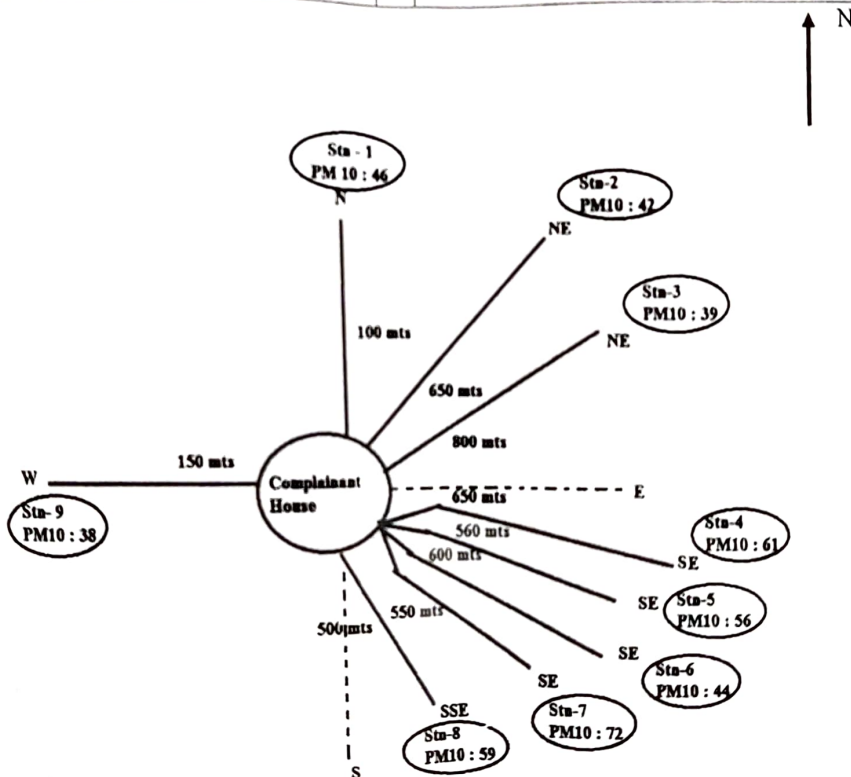 N
Stn - 1
PM 10 : 46
N
Stn-2
PM10 : 42
NE
Stn-3
PM10 : 39
NE
100 mts
650 mts
800 mts
150 mts
W
Stn- 9
PM10 : 38
Complainant
House
E
650 mts
560 mts
600 mts
550 mts
500 mts
Stn-4
PM10 : 61
SE
SE
Stn-5
PM10 : 56
SE
Stn-6
PM10 : 44
SE
Stn-7
PM10 : 72
SSE
Stn-8
PM10 : 59
S